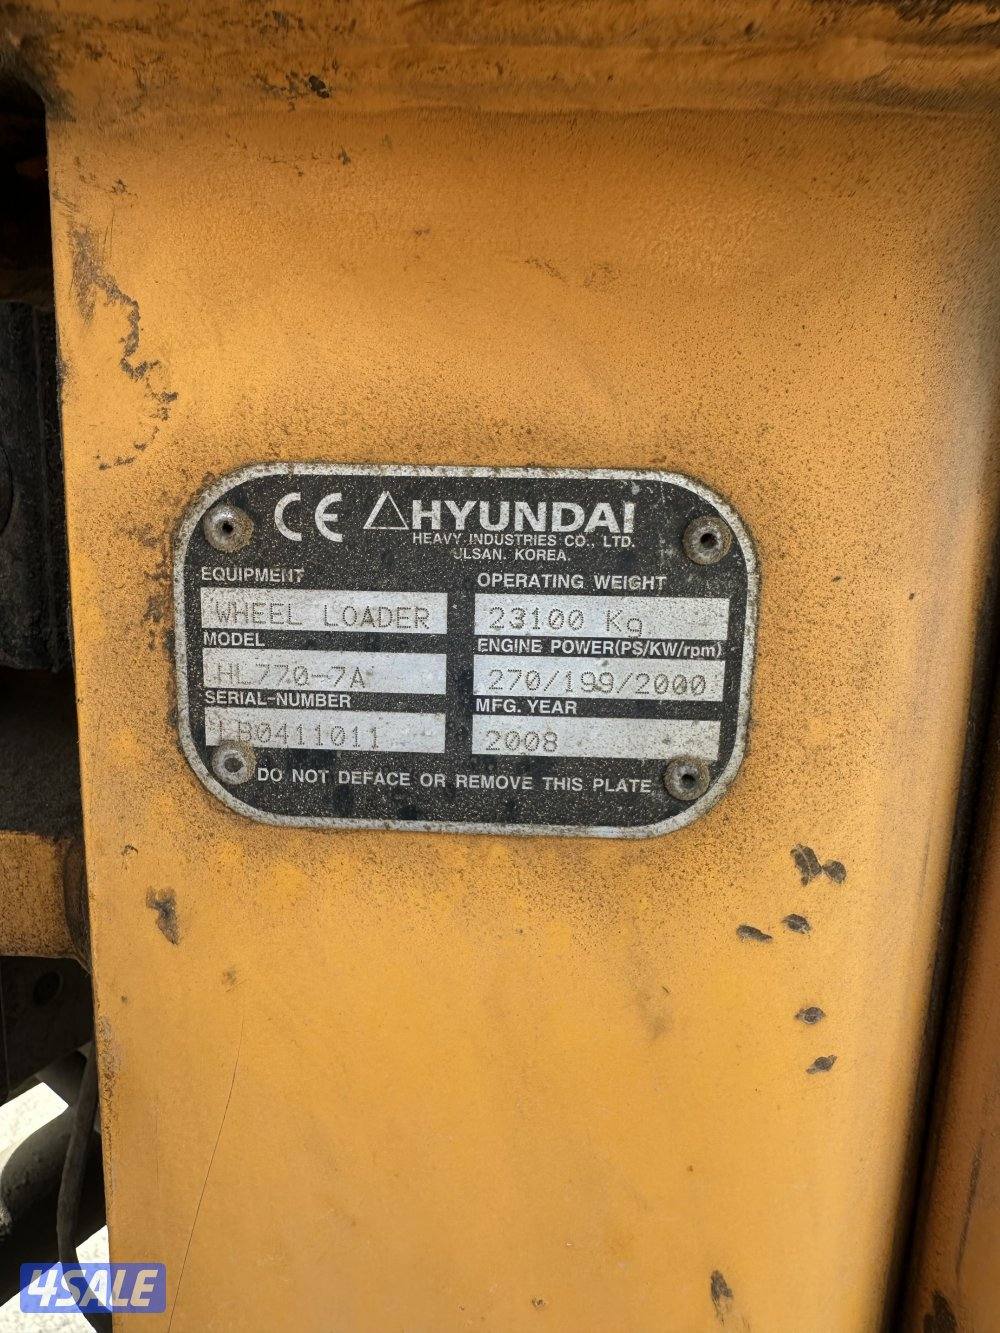 CE HYUNDAI
HEAVY INDUSTRIES CO., LTD.
ULSAN. KOREA.
EQUIPMENT
WHEEL LOADER
OPERATING WEIGHT
23100 Kg
MODEL
HL770-7A
ENGINE POWER(PS/KW/rpm)
270/199/2000
SERIAL-NUMBER
LB0411011
MFG. YEAR
2008
DO NOT DEFACE OR REMOVE THIS PLATE
4SALE